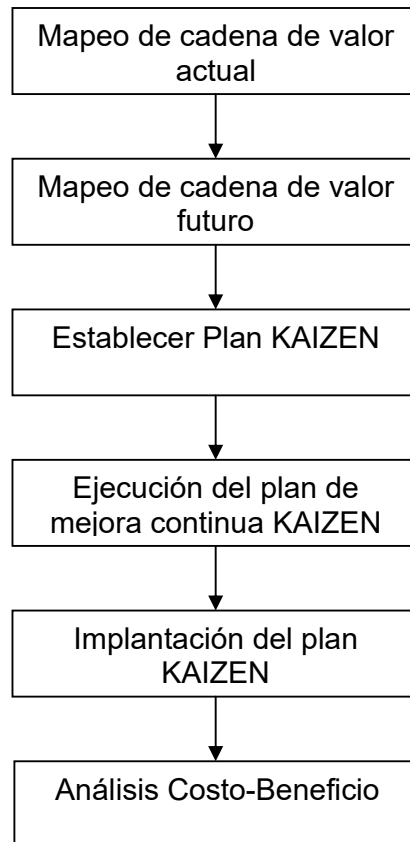 Mapeo de cadena de valor
actual
Mapeo de cadena de valor
futuro
Establecer Plan KAIZEN
Ejecución del plan de
mejora continua KAIZEN
Implantación del plan
KAIZEN
Análisis Costo-Beneficio